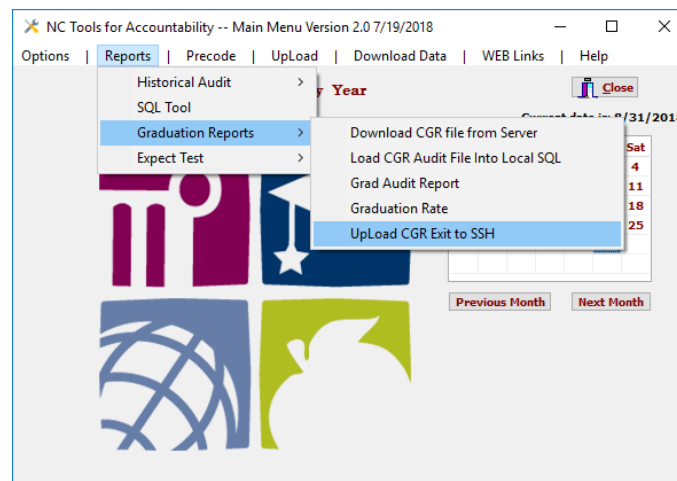 NC Tools for Accountability -- Main Menu Version 2.0 7/19/2018
Options | Reports | Precode | UpLoad | Download Data | WEB Links | Help
Historical Audit >
SQL Tool
Graduation Reports >
Expect Test >
Year
Close
8/31/2018
Download CGR file from Server
Load CGR Audit File Into Local SQL
Grad Audit Report
Graduation Rate
UpLoad CGR Exit to SSH
Sat
4
11
18
25
Previous Month
Next Month